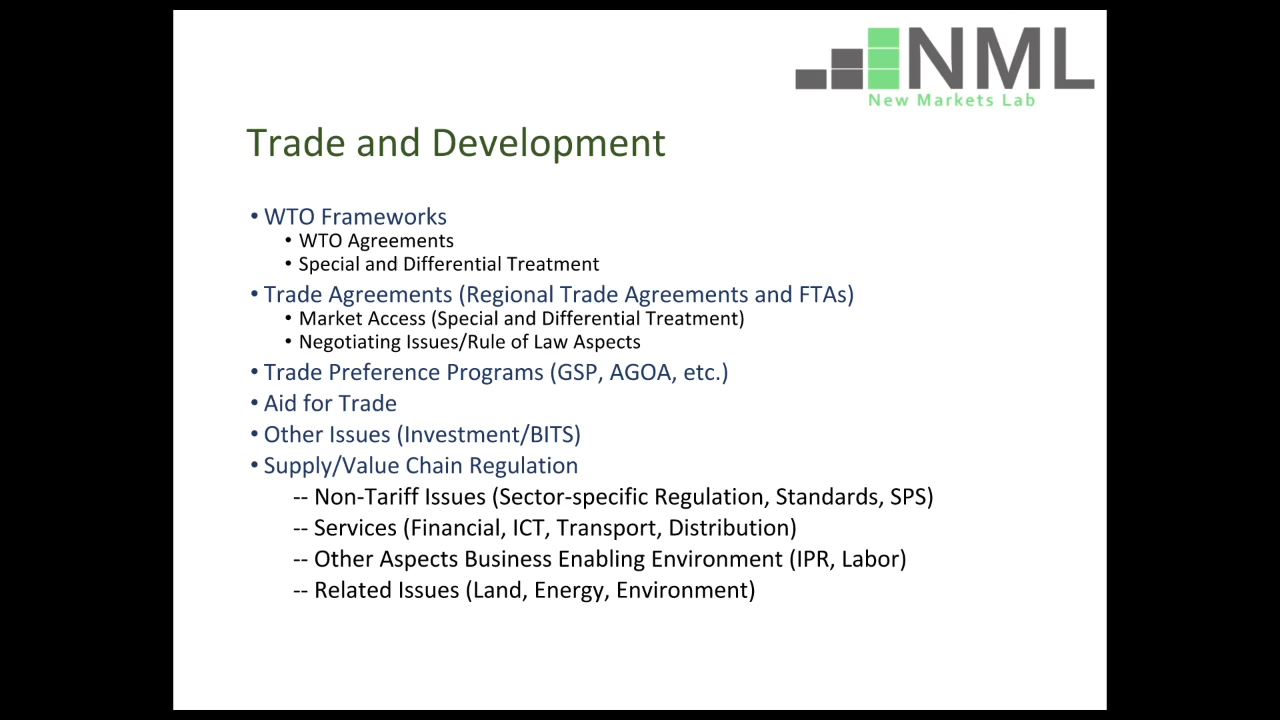 NML
New Markets Lab
Trade and Development
• WTO Frameworks
• WTO Agreements
• Special and Differential Treatment
• Trade Agreements (Regional Trade Agreements and FTAs)
• Market Access (Special and Differential Treatment)
• Negotiating Issues/Rule of Law Aspects
• Trade Preference Programs (GSP, AGOA, etc.)
• Aid for Trade
• Other Issues (Investment/BITS)
• Supply/Value Chain Regulation
-- Non-Tariff Issues (Sector-specific Regulation, Standards, SPS)
-- Services (Financial, ICT, Transport, Distribution)
-- Other Aspects Business Enabling Environment (IPR, Labor)
-- Related Issues (Land, Energy, Environment)